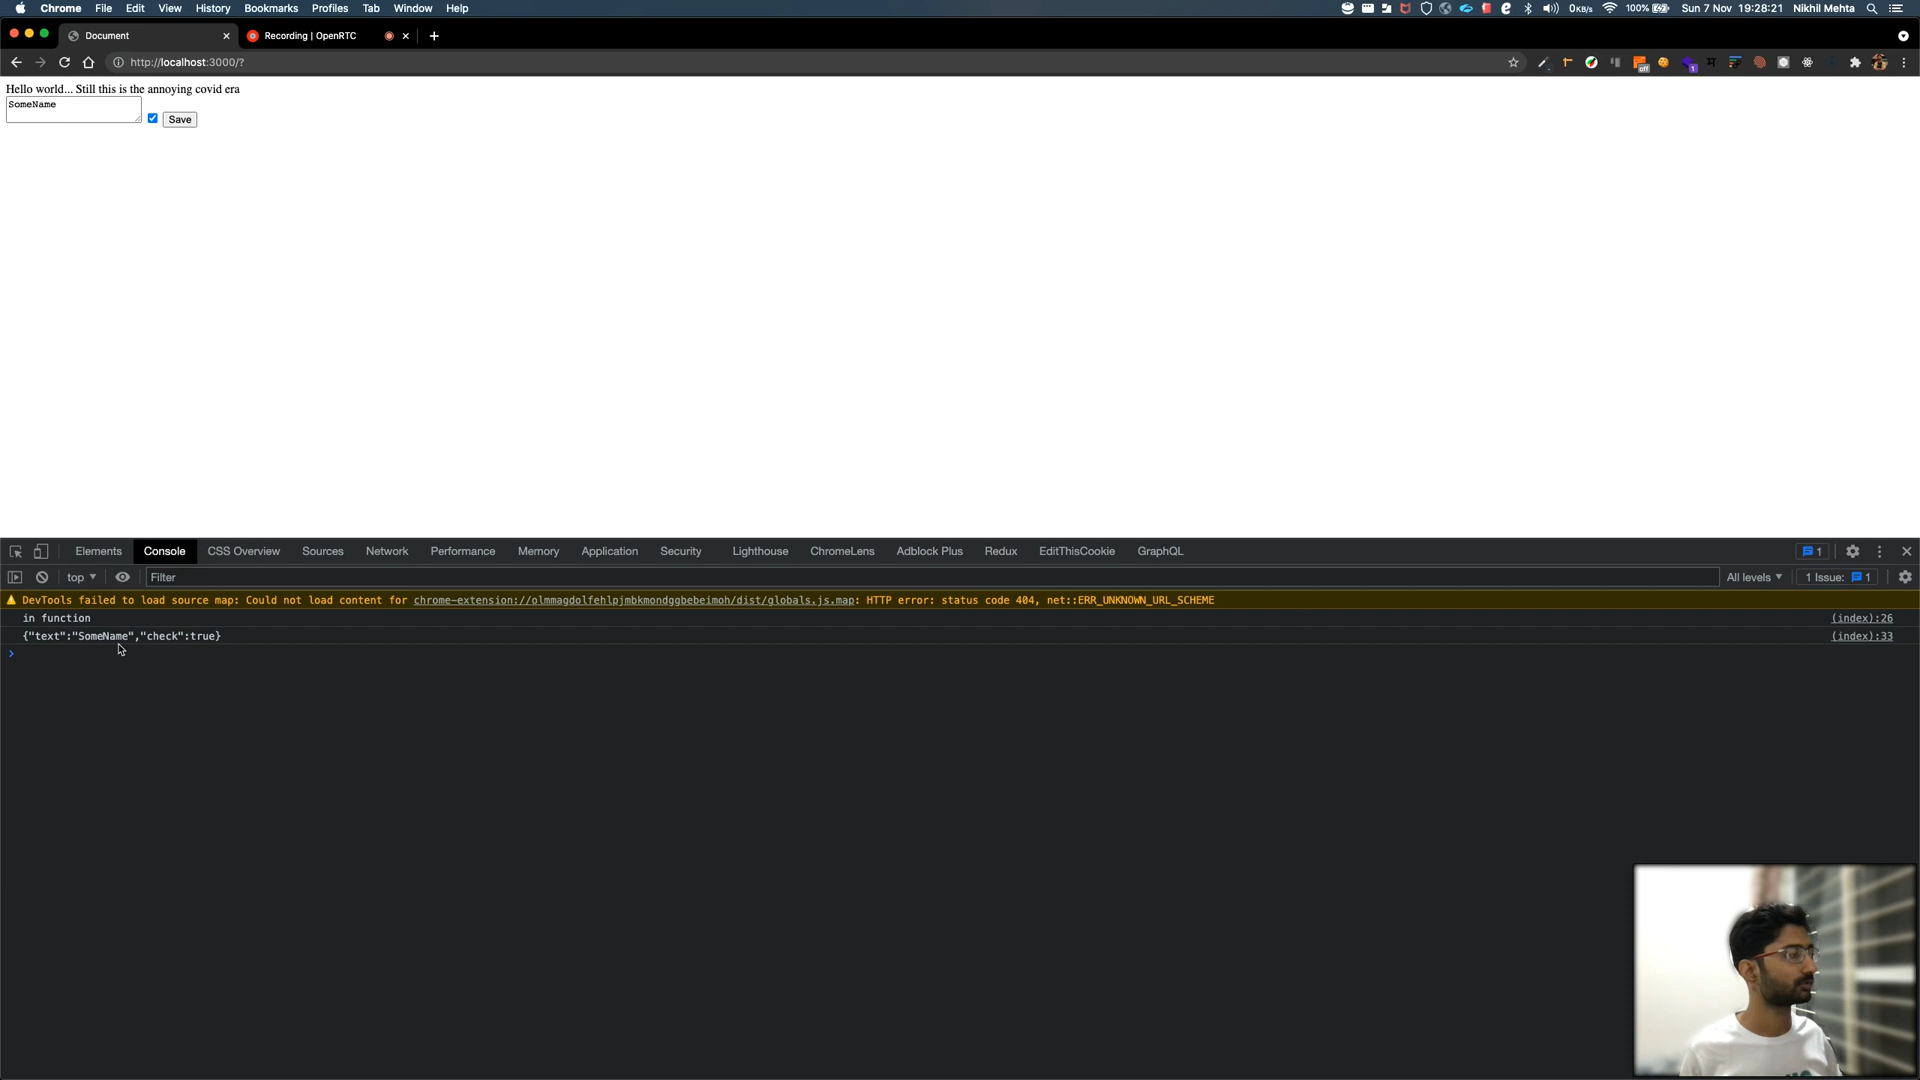 Chrome File Edit View History Bookmarks Profiles Tab Window Help 0KB/s 100% Sun 7 Nov 19:28:21 Nikhil Mehta
Document Recording | OpenRTC
http://localhost:3000/?
off 1
Hello world... Still this is the annoying covid era
SomeName
Save
Elements Console CSS Overview Sources Network Performance Memory Application Security Lighthouse ChromeLens Adblock Plus Redux EditThisCookie GraphQL 1
top Filter All levels 1 Issue: 1
DevTools failed to load source map: Could not load content for chrome-extension://olmmagdolfehlpjmbkmondggbebeimoh/dist/globals.js.map: HTTP error: status code 404, net::ERR_UNKNOWN_URL_SCHEME
in function (index):26
{"text":"SomeName","check":true} (index):33